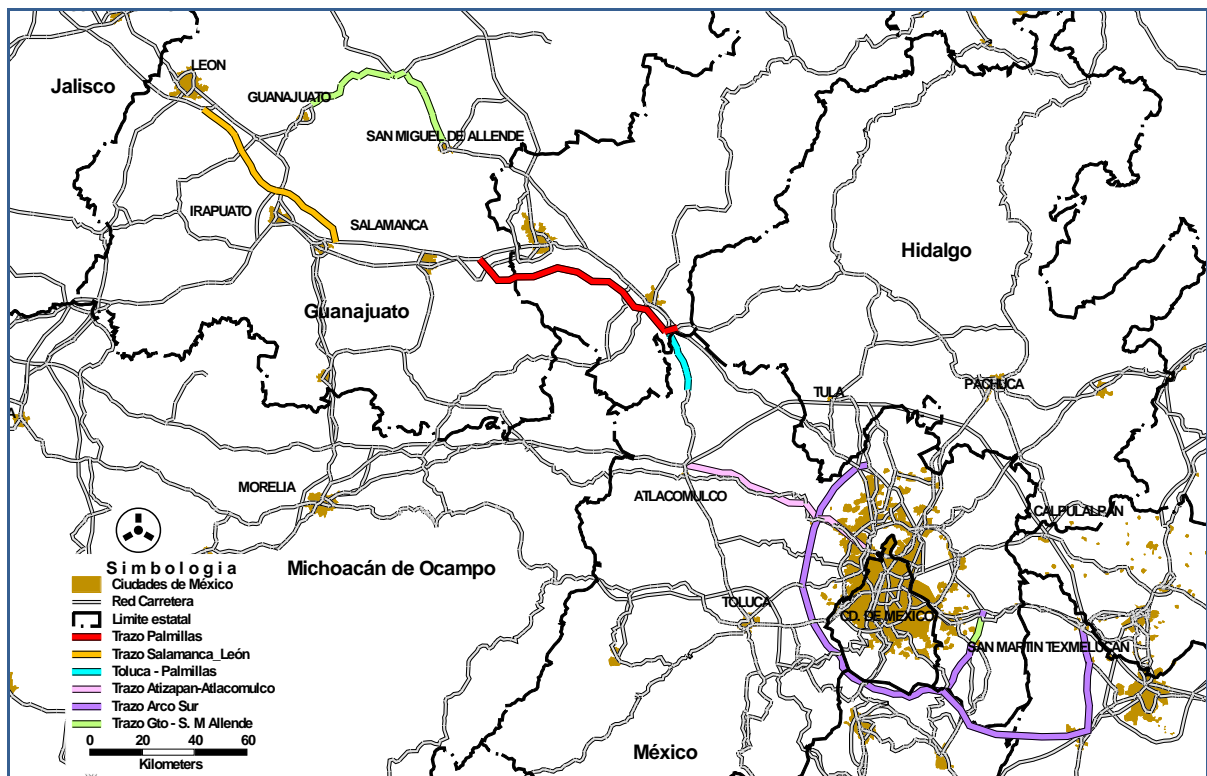 LEON
Jalisco
GUANAJUATO
SAN MIGUEL DE ALLENDE
IRAPUATO
SALAMANCA
Hidalgo
Guanajuato
TULA
PACHUCA
MORELIA
ATLACOMULCO
CALPULALPAN
Michoacán de Ocampo
TOLUCA
CD. DE MEXICO
SAN MARTIN TEXMELUCAN
México
Simbologia
Ciudades de México
Red Carretera
Limite estatal
Trazo Palmillas
Trazo Salamanca_León
Toluca - Palmillas
Trazo Atizapan-Atlacomulco
Trazo Arco Sur
Trazo Gto - S. M Allende
0 20 40 60
Kilometers